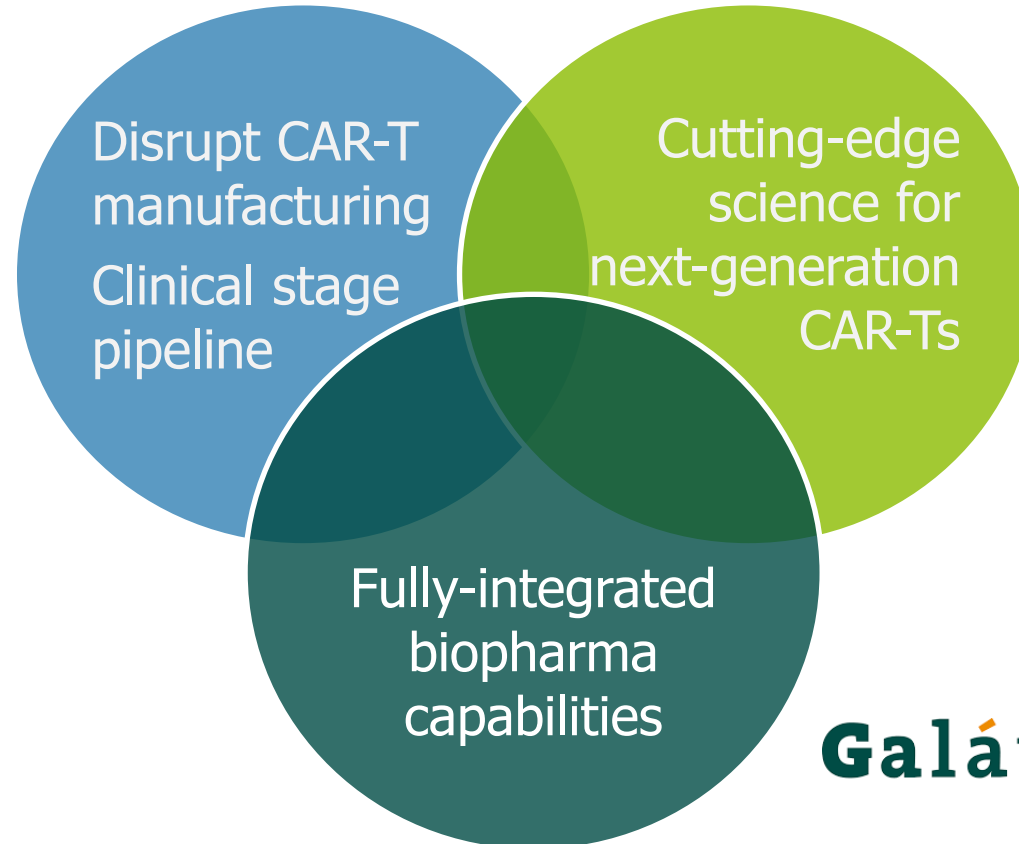 Disrupt CAR-T
manufacturing
Clinical stage
pipeline
Cutting-edge
science for
next-generation
CAR-Ts
Fully-integrated
biopharma
capabilities